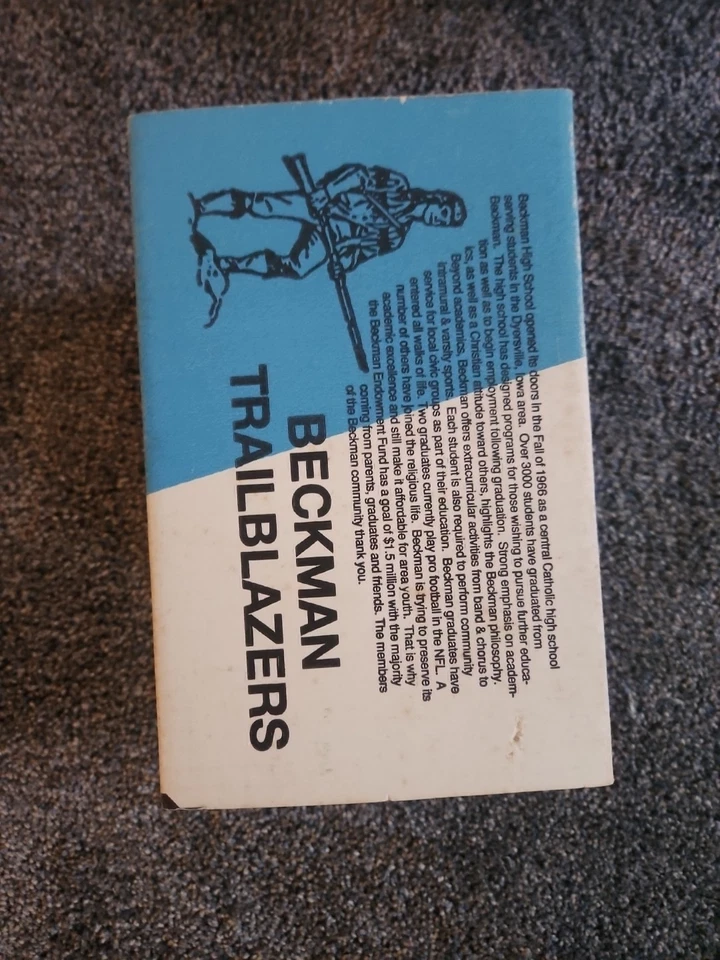 Beckman High School opened its doors in the Fall of 1966 as a central Catholic high school
serving students in the Dyersville, Iowa area. Over 3000 students have graduated from
Beckman. The high school has designed programs for those wishing to pursue further educa-
tion as well as to begin employment following graduation. Strong emphasis on academ-
ics, as well as a Christian attitude toward others, highlights the Beckman philosophy.
Beyond academics, Beckman offers extracurricular activities from band & chorus to
intramural & varsity sports. Each student is also required to perform community
service for local civic groups as part of their education. Beckman graduates have
entered all walks of life. Two graduates currently play pro football in the NFL. A
number of others have joined the religious life. Beckman is trying to preserve its
academic excellence and still make it affordable for area youth. That is why
the Beckman Endowment Fund has a goal of $1.5 million with the majority
coming from parents, graduates and friends. The members
of the Beckman community thank you.
BECKMAN
TRAILBLAZERS